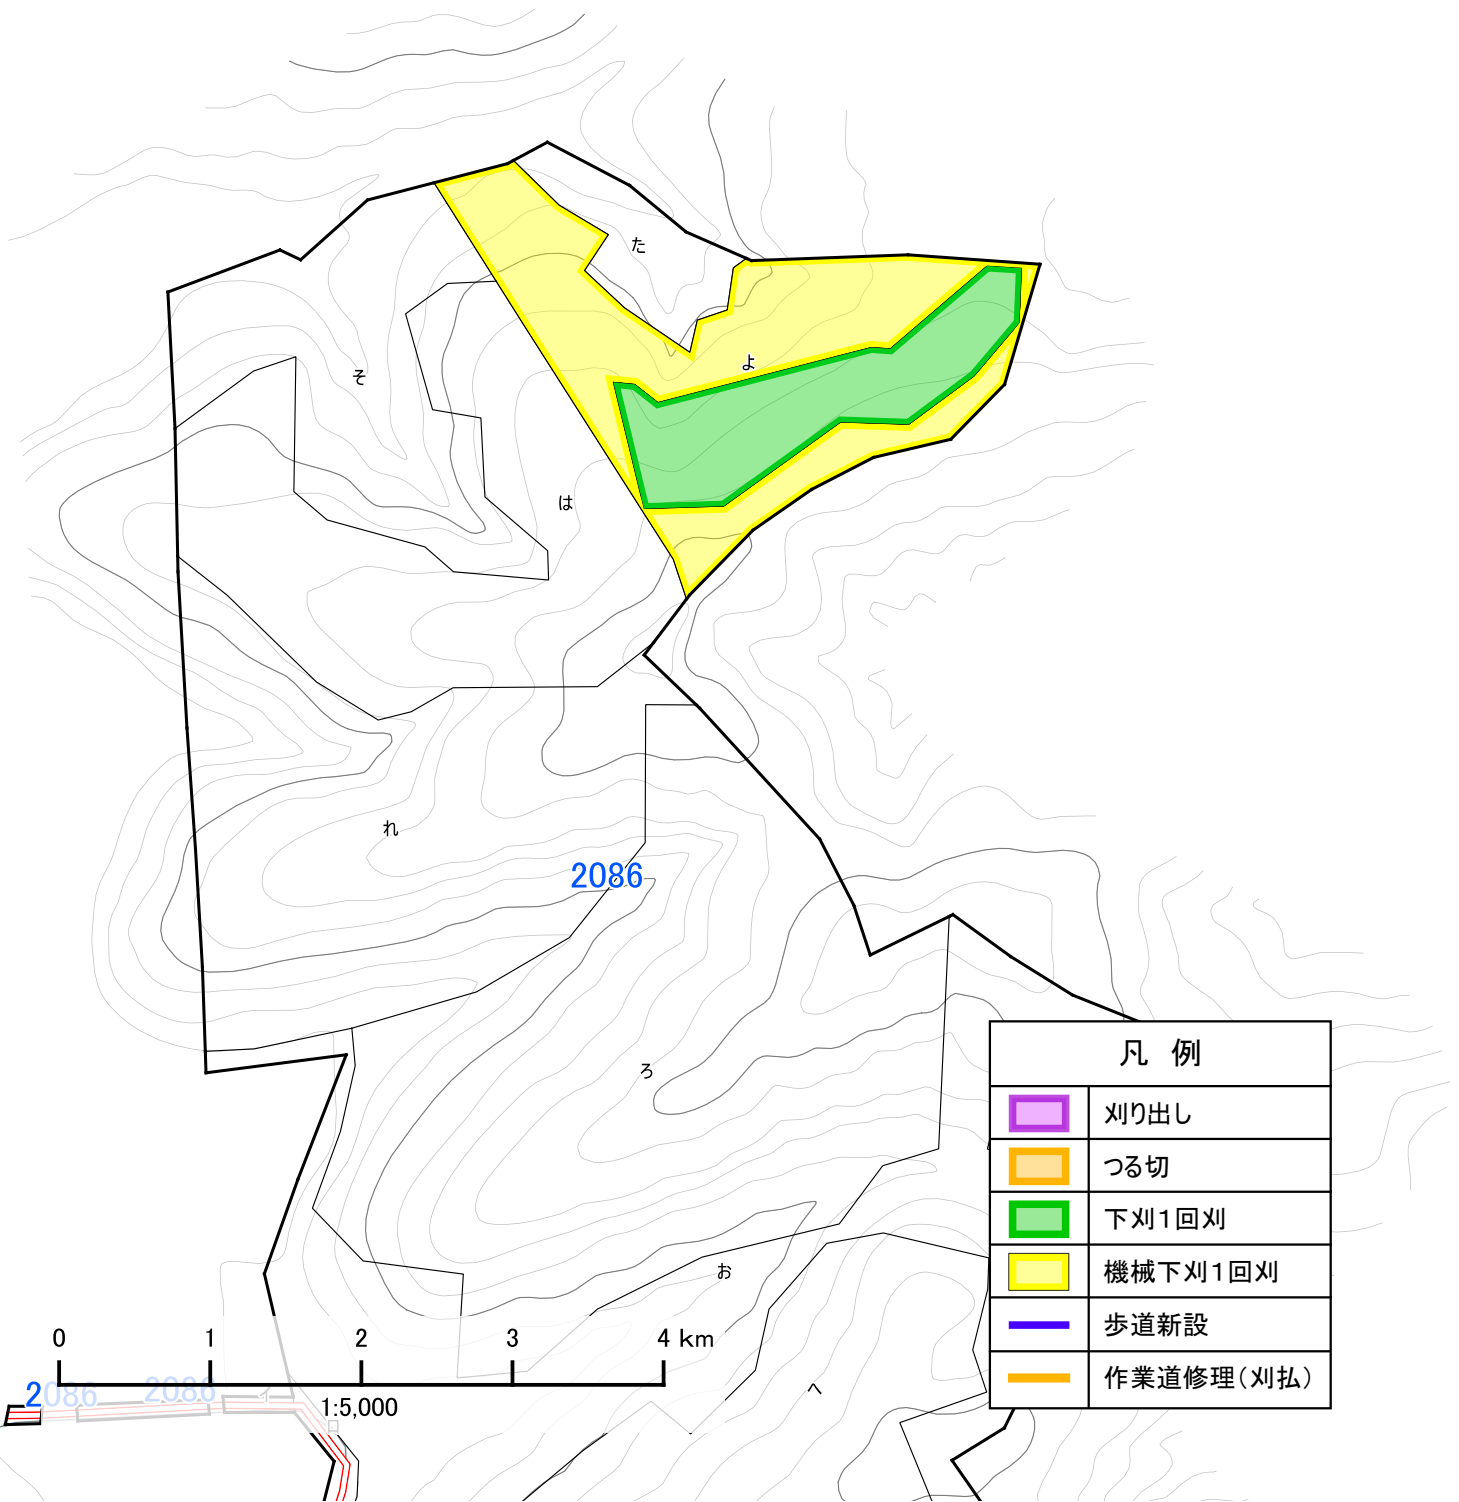 た
よ
そ
は
れ
2086
ろ
お
へ
凡 例
刈り出し
つる切
下刈1回刈
機械下刈1回刈
歩道新設
作業道修理(刈払)
0 1 2 3 4 km
1:5,000
2086 2086 イ